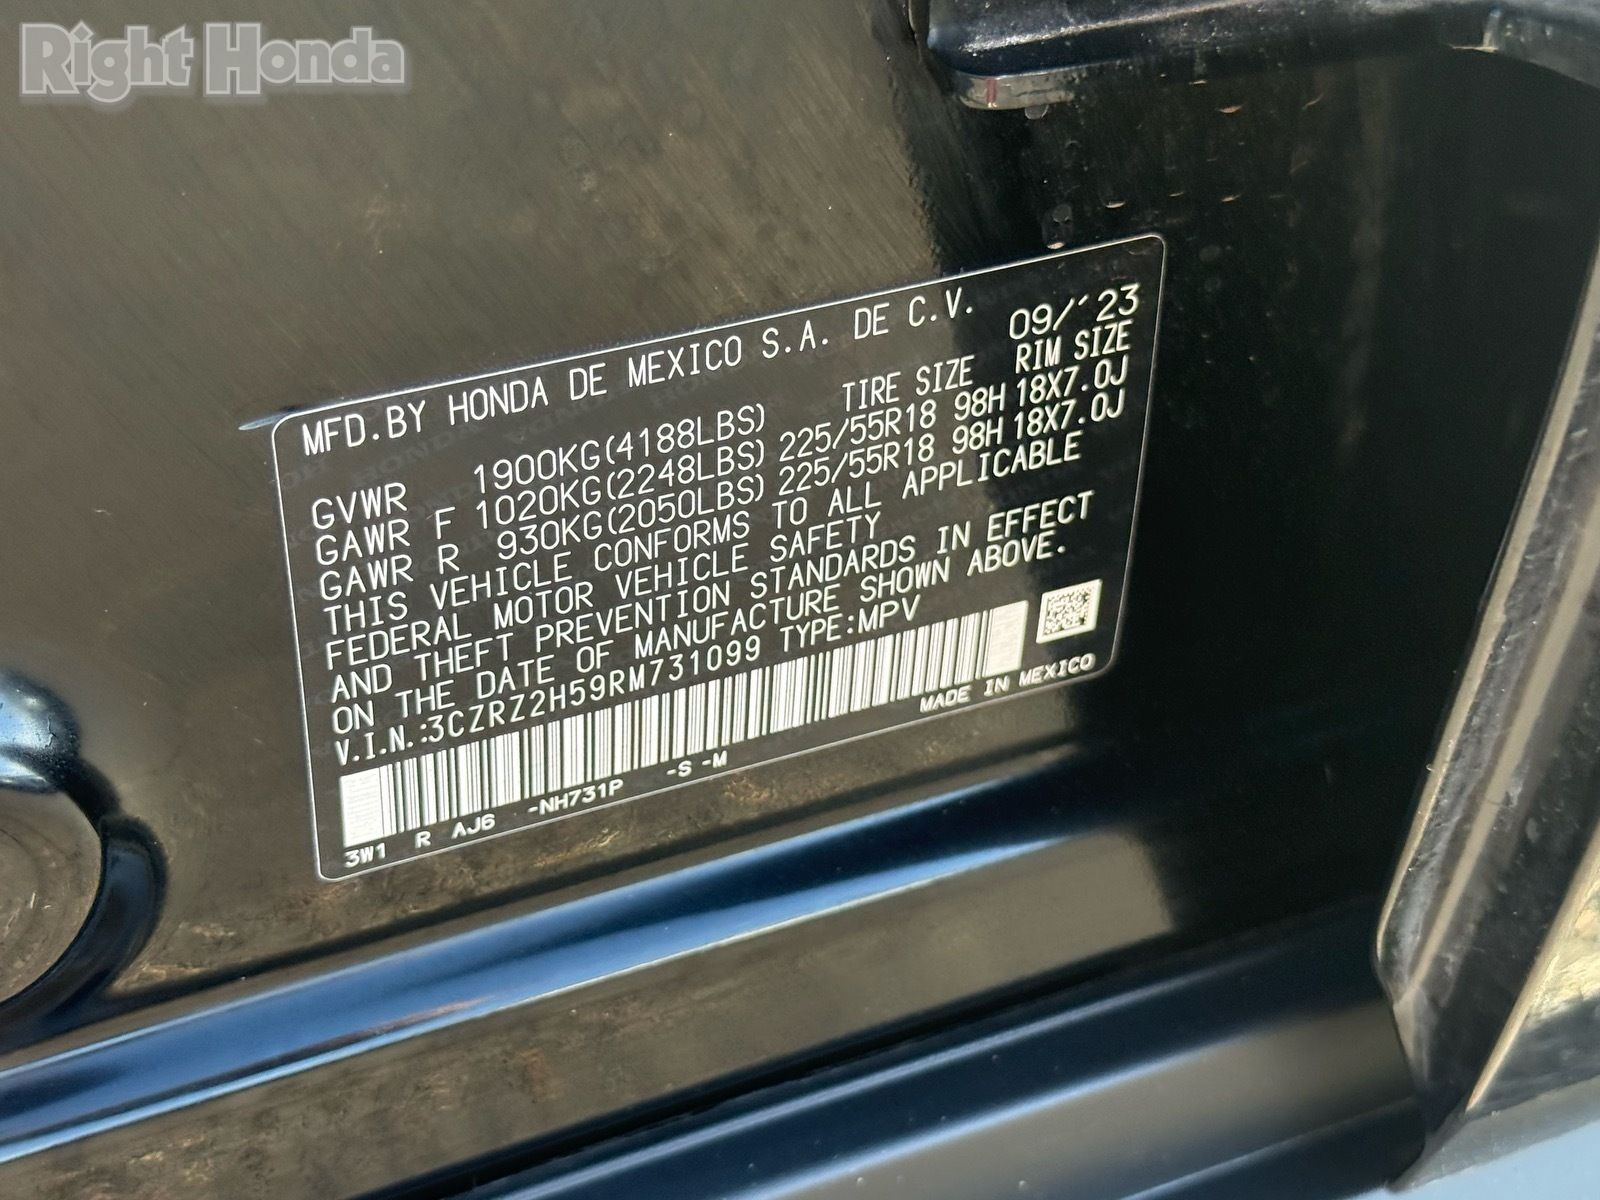 Right Honda
MFD.BY HONDA DE MEXICO S.A. DE C.V. 09/'23
TIRE SIZE RIM SIZE
GVWR 1900KG(4188LBS)
GAWR F 1020KG(2248LBS) 225/55R18 98H 18X7.0J
GAWR R 930KG(2050LBS) 225/55R18 98H 18X7.0J
THIS VEHICLE CONFORMS TO ALL APPLICABLE
FEDERAL MOTOR VEHICLE SAFETY
AND THEFT PREVENTION STANDARDS IN EFFECT
ON THE DATE OF MANUFACTURE SHOWN ABOVE.
V.I.N.:3CZRZ2H59RM731099 TYPE:MPV
MADE IN MEXICO
3W1 R AJ6 -NH731P -S -M